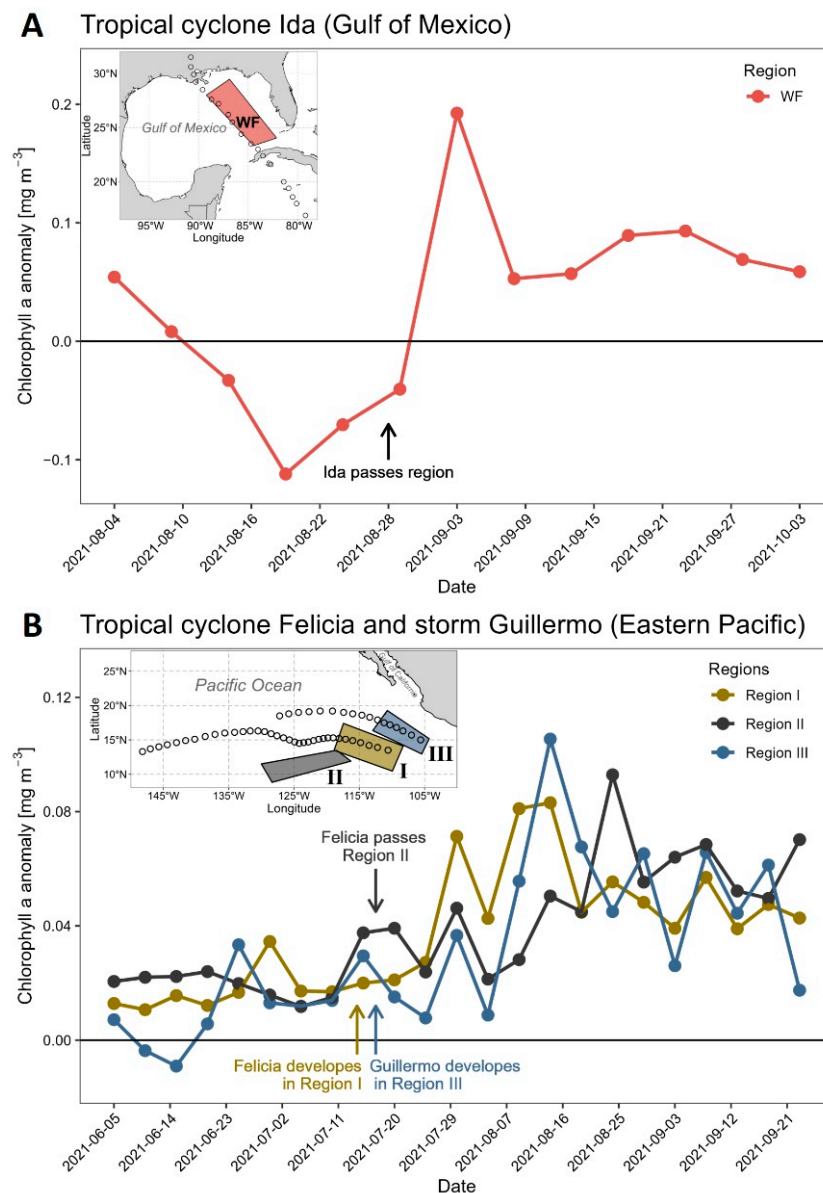 A Tropical cyclone Ida (Gulf of Mexico)
Chlorophyll a anomaly [mg m⁻³]
0.2
0.1
0.0
−0.1
30°N
25°N
20°N
Latitude
Gulf of Mexico
WF
95°W 90°W 85°W 80°W
Longitude
Region
WF
Ida passes region
2021-08-04 2021-08-10 2021-08-16 2021-08-22 2021-08-28 2021-09-03 2021-09-09 2021-09-15 2021-09-21 2021-09-27 2021-10-03
Date
B Tropical cyclone Felicia and storm Guillermo (Eastern Pacific)
Chlorophyll a anomaly [mg m⁻³]
0.12
0.08
0.04
0.00
25°N
20°N
15°N
10°N
Latitude
Pacific Ocean
Gulf of California
III
I
II
145°W 135°W 125°W 115°W 105°W
Longitude
Regions
Region I
Region II
Region III
Felicia passes
Region II
Felicia developes
in Region I
Guillermo developes
in Region III
2021-06-05 2021-06-14 2021-06-23 2021-07-02 2021-07-11 2021-07-20 2021-07-29 2021-08-07 2021-08-16 2021-08-25 2021-09-03 2021-09-12 2021-09-21
Date